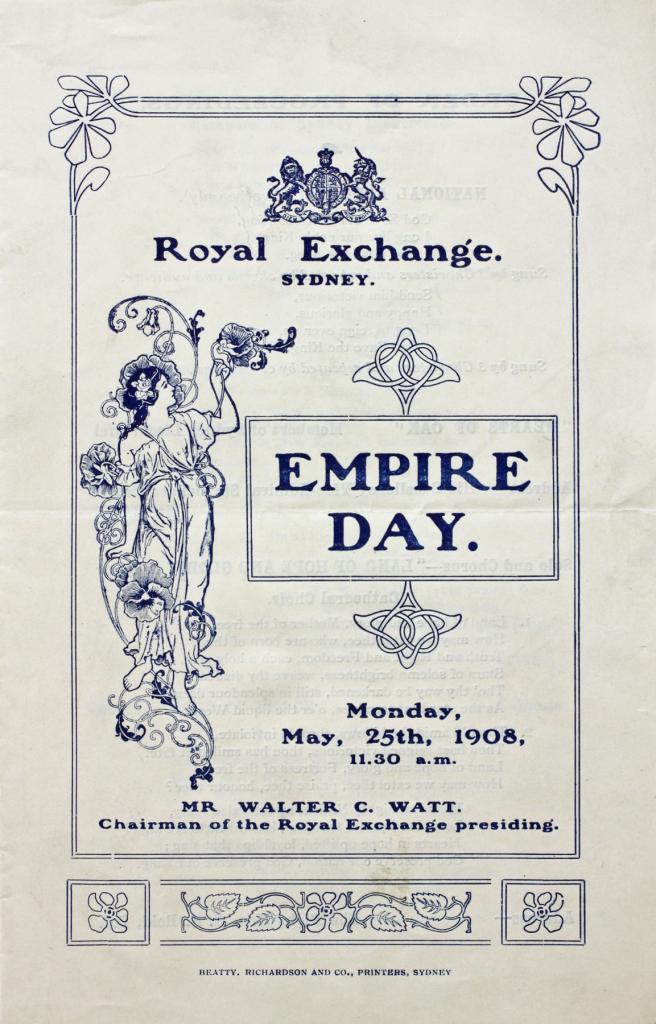 Royal Exchange.
SYDNEY.
EMPIRE
DAY.
Monday,
May, 25th, 1908,
11.30 a.m.
MR WALTER C. WATT.
Chairman of the Royal Exchange presiding.
BEATTY, RICHARDSON AND CO., PRINTERS, SYDNEY